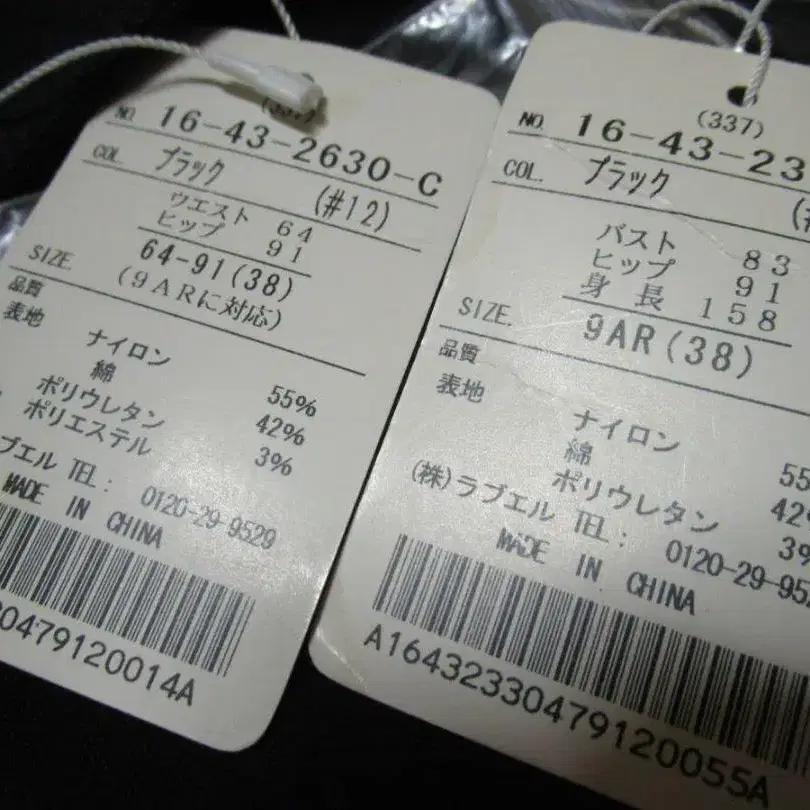 (337)
NO. 16-43-2630-C
COL. ブラック (#12)
ウエスト 64
ヒップ 91
SIZE. 64-91(38)
(9ARに対応)
品質
表地
ナイロン 55%
綿 42%
ポリウレタン 3%
ポリエステル
ラブエル TEL: 0120-29-9529
MADE IN CHINA
0479120014A
(337)
NO. 16-43-23
COL. ブラック (#
バスト 83
ヒップ 91
身長 158
SIZE. 9AR(38)
品質
表地
ナイロン 55
綿 42%
ポリウレタン 3%
(株)ラブエル TEL: 0120-29-952
MADE IN CHINA
A16432330479120055A